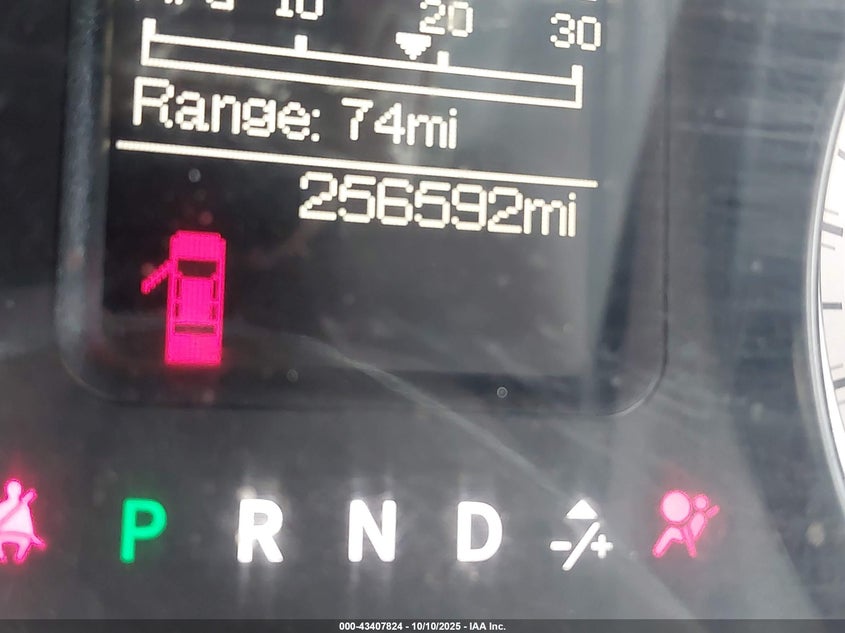 10 20 30
Range: 74mi
256592mi
P R N D -/+
000-43407824 - 10/10/2025 - IAA Inc.